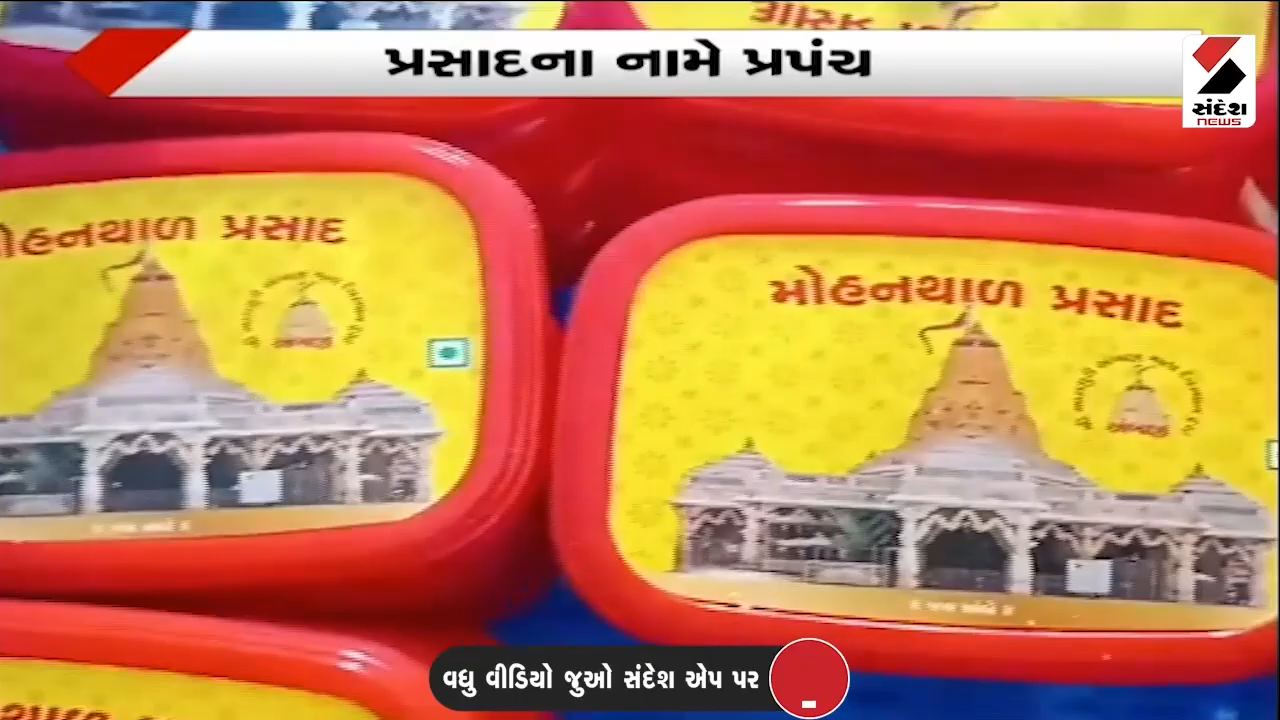 પ્રસાદના નામે પ્રપંચ
સંદેશ
NEWS
મોહનથાળ પ્રસાદ
મોહનથાળ પ્રસાદ
અંબાજી
વધુ વીડિયો જુઓ સંદેશ એપ પર